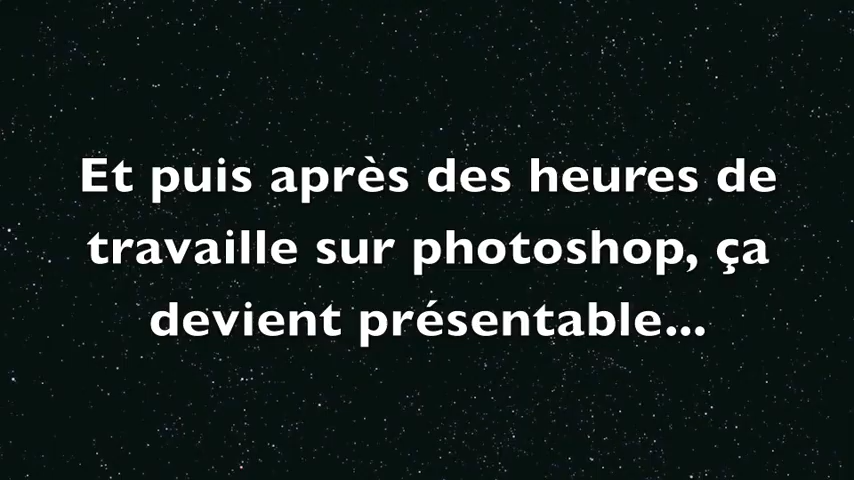 Et puis après des heures de
travaille sur photoshop, ça
devient présentable...